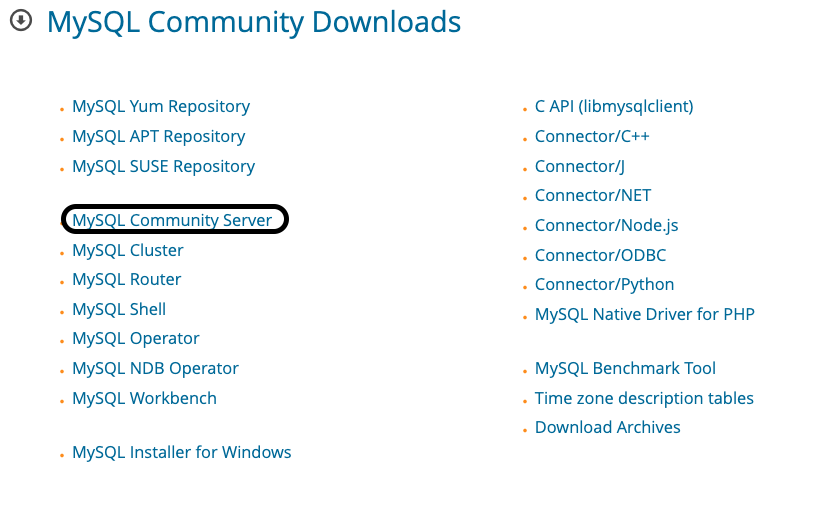 MySQL Community Downloads
MySQL Yum Repository
MySQL APT Repository
MySQL SUSE Repository
MySQL Community Server
MySQL Cluster
MySQL Router
MySQL Shell
MySQL Operator
MySQL NDB Operator
MySQL Workbench
MySQL Installer for Windows
C API (libmysqlclient)
Connector/C++
Connector/J
Connector/NET
Connector/Node.js
Connector/ODBC
Connector/Python
MySQL Native Driver for PHP
MySQL Benchmark Tool
Time zone description tables
Download Archives